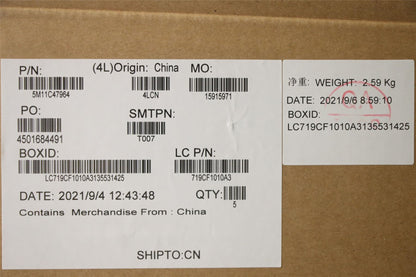 P/N: (4L)Origin: China MO:
5M11C47964 4LCN 15915971
PO: SMTPN:
4501684491 T007
BOXID: LC P/N:
LC719CF1010A3135531425 719CF1010A3
DATE: 2021/9/4 12:43:48 QTY:
5
Contains Merchandise From : China
SHIPTO:CN
净重: WEIGHT: 2.59 Kg
DATE: 2021/9/6 8:59:10
QA
BOXID:
LC719CF1010A3135531425